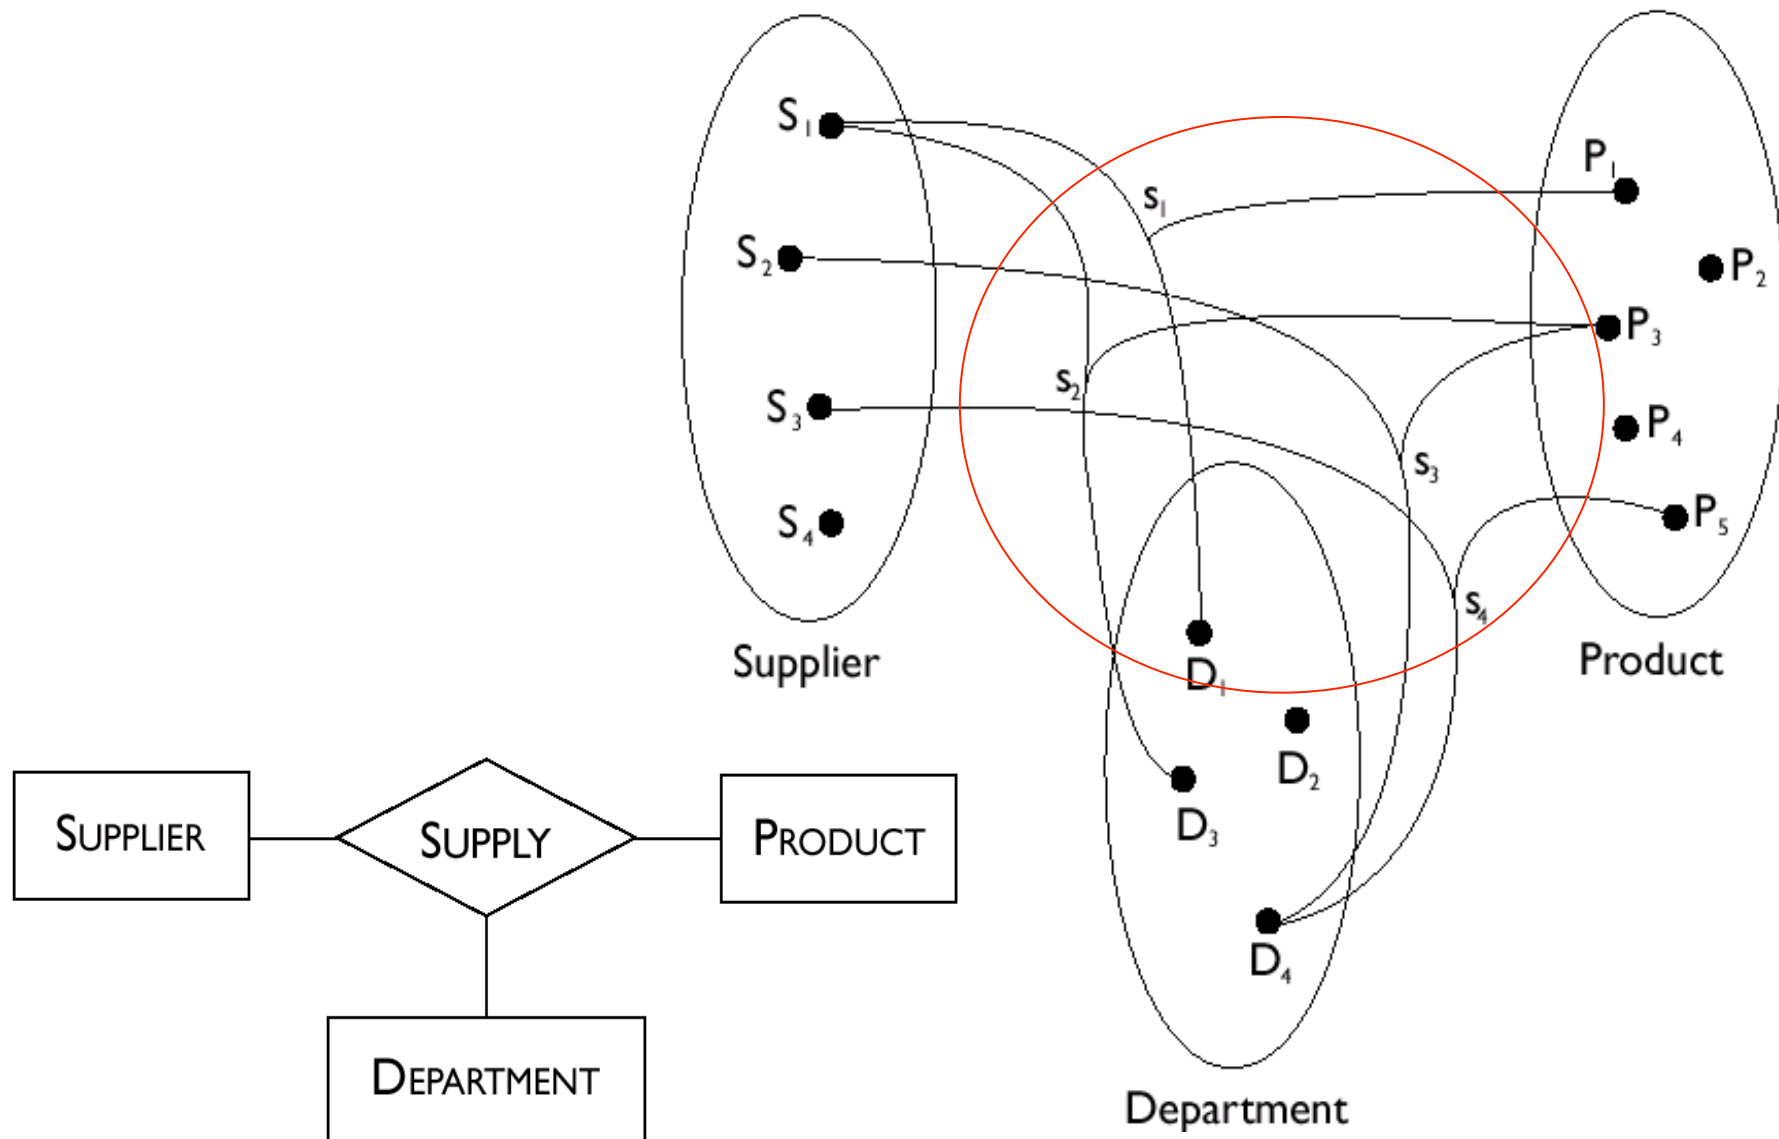 S₁
S₂
S₃
S₄
Supplier
s₁
s₂
s₃
s₄
P₁
P₂
P₃
P₄
P₅
Product
D₁
D₂
D₃
D₄
Department
SUPPLIER
SUPPLY
PRODUCT
DEPARTMENT